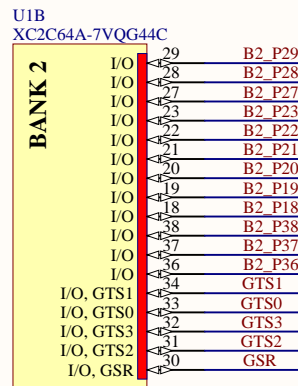 U1B
XC2C64A-7VQG44C
BANK 2
I/O 29 B2_P29
I/O 28 B2_P28
I/O 27 B2_P27
I/O 23 B2_P23
I/O 22 B2_P22
I/O 21 B2_P21
I/O 20 B2_P20
I/O 19 B2_P19
I/O 18 B2_P18
I/O 38 B2_P38
I/O 37 B2_P37
I/O 36 B2_P36
I/O, GTS1 34 GTS1
I/O, GTS0 33 GTS0
I/O, GTS3 32 GTS3
I/O, GTS2 31 GTS2
I/O, GSR 30 GSR